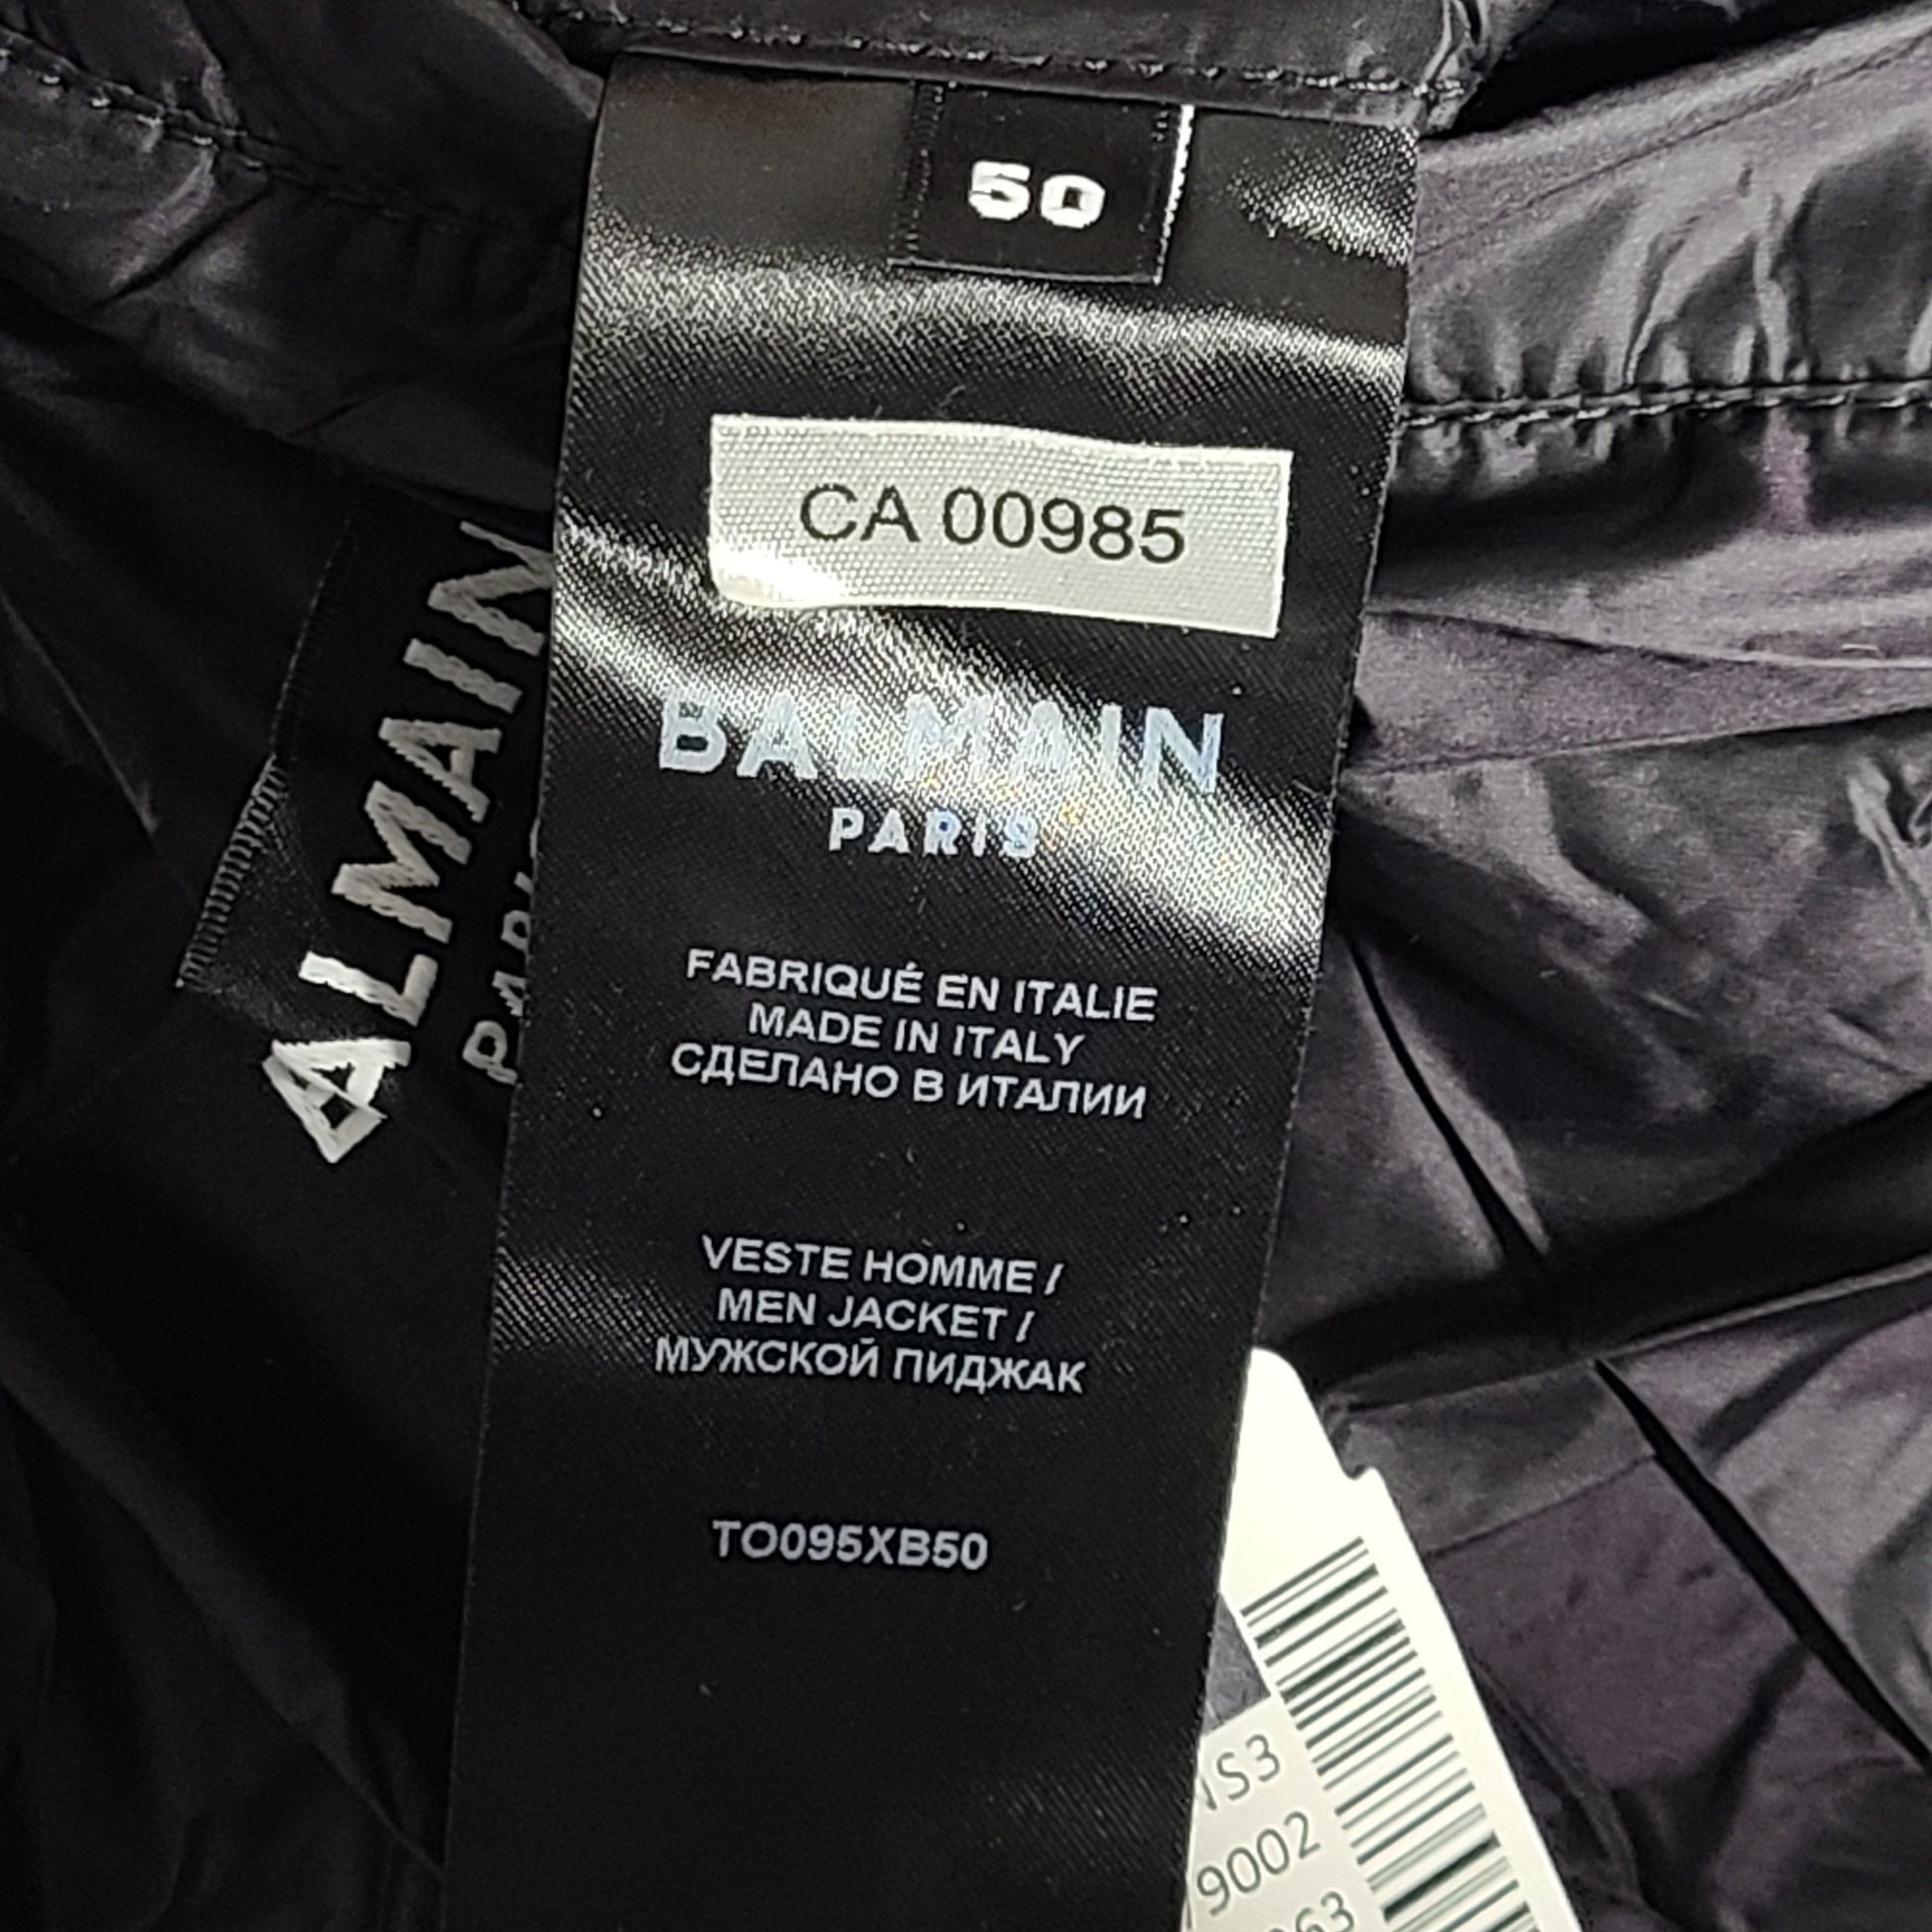 50
CA 00985
BALMAIN
PARIS
FABRIQUÉ EN ITALIE
MADE IN ITALY
СДЕЛАНО В ИТАЛИИ
VESTE HOMME /
MEN JACKET /
МУЖСКОЙ ПИДЖАК
TO095XB50
ALMAIN
9002